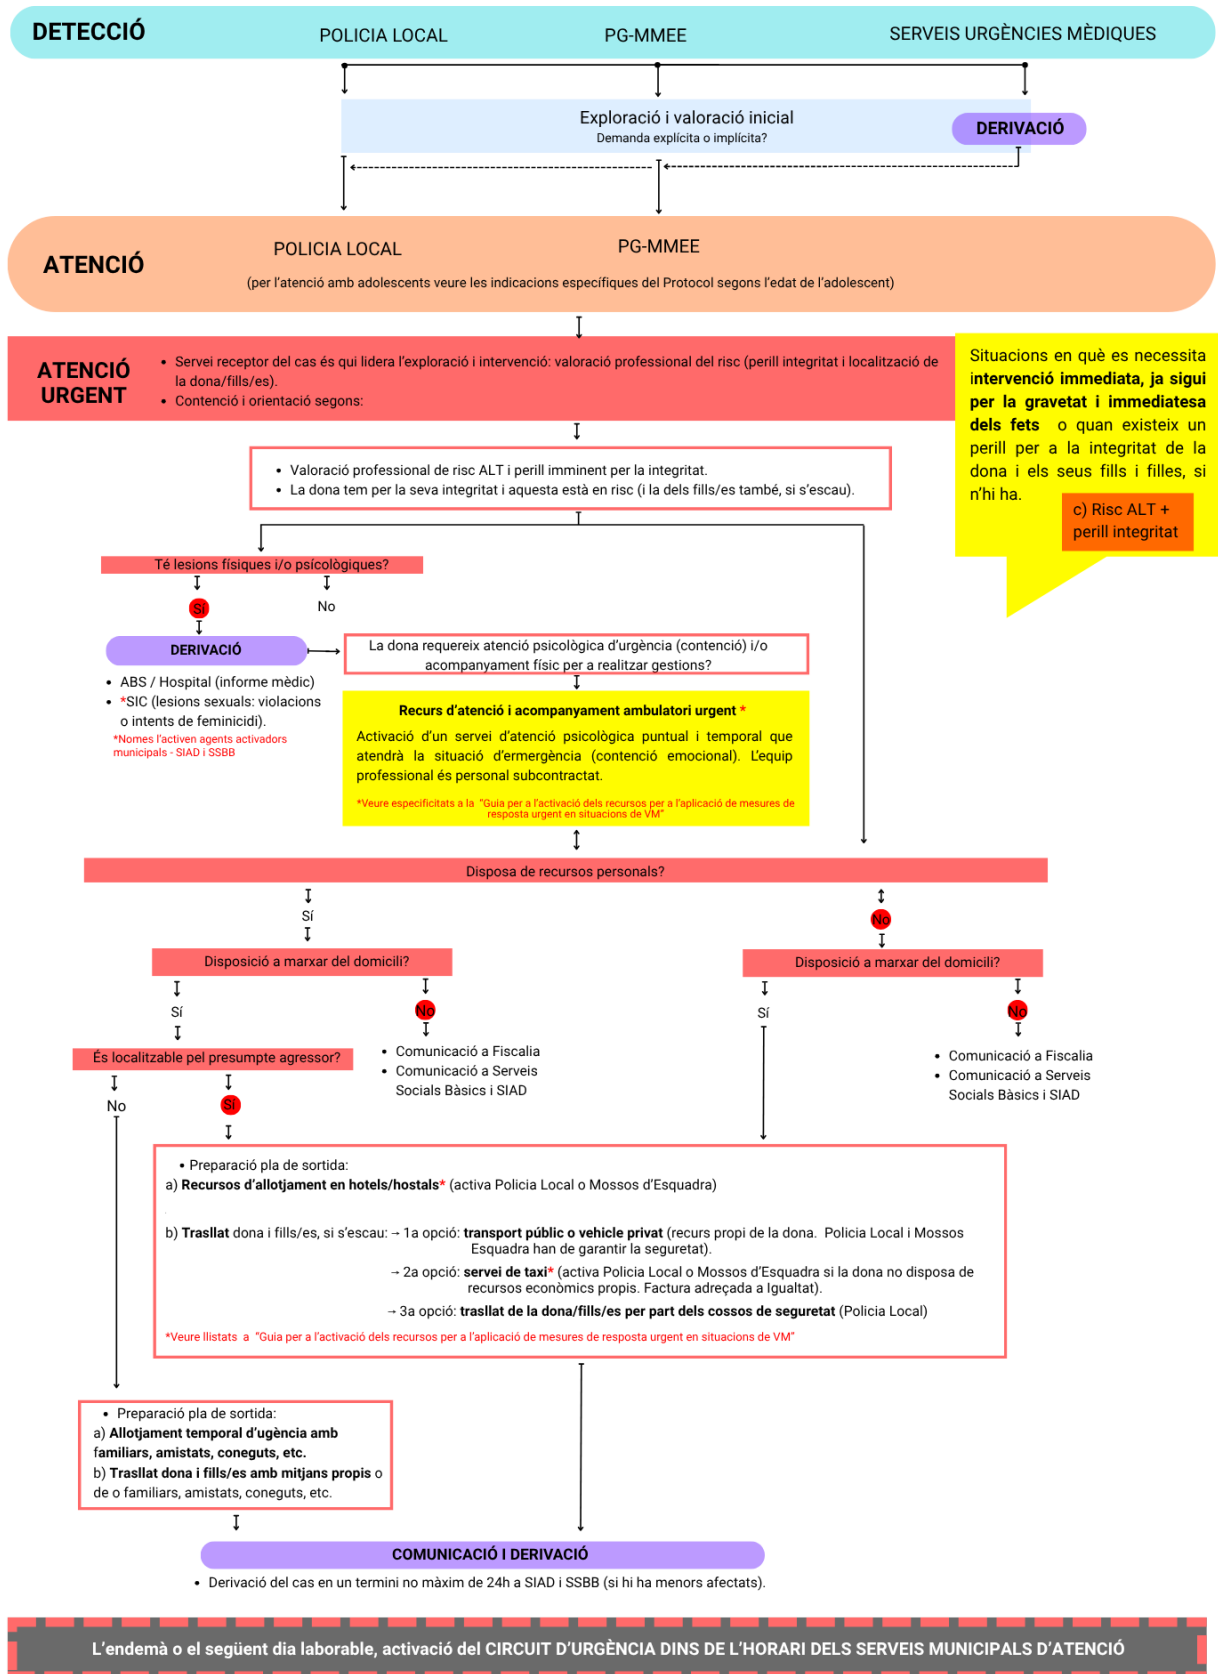 DETECCIÓ
POLICIA LOCAL
PG-MMEE
SERVEIS URGÈNCIES MÈDIQUES
Exploració i valoració inicial
Demanda explícita o implícita?
DERIVACIÓ
ATENCIÓ
POLICIA LOCAL
PG-MMEE
(per l'atenció amb adolescents veure les indicacions específiques del Protocol segons l'edat de l'adolescent)
ATENCIÓ
URGENT
• Servei receptor del cas és qui lidera l'exploració i intervenció: valoració professional del risc (perill integritat i localització de
la dona/fills/es).
• Contenció i orientació segons:
Situacions en què es necessita
intervenció immediata, ja sigui
per la gravetat i immediatesa
dels fets o quan existeix un
perill per a la integritat de la
dona i els seus fills i filles, si
n'hi ha.
c) Risc ALT +
perill integritat
• Valoració professional de risc ALT i perill imminent per la integritat.
• La dona tem per la seva integritat i aquesta està en risc (i la dels fills/es també, si s'escau).
Té lesions físiques i/o psícològiques?
Sí
No
DERIVACIÓ
• ABS / Hospital (informe mèdic)
• *SIC (lesions sexuals: violacions
o intents de feminicidi).
*Nomes l'activen agents activadors
municipals - SIAD i SSBB
La dona requereix atenció psicològica d'urgència (contenció) i/o
acompanyament físic per a realitzar gestions?
Recurs d'atenció i acompanyament ambulatori urgent *
Activació d'un servei d'atenció psicològica puntual i temporal que
atendrà la situació d'ermergència (contenció emocional). L'equip
professional és personal subcontractat.
*Veure especificitats a la "Guia per a l'activació dels recursos per a l'aplicació de mesures de
resposta urgent en situacions de VM"
Disposa de recursos personals?
Sí
No
Disposició a marxar del domicili?
Disposició a marxar del domicili?
Sí
No
Sí
No
És localitzable pel presumpte agressor?
• Comunicació a Fiscalia
• Comunicació a Serveis
Socials Bàsics i SIAD
• Comunicació a Fiscalia
• Comunicació a Serveis
Socials Bàsics i SIAD
No
Sí
• Preparació pla de sortida:
a) Recursos d'allotjament en hotels/hostals* (activa Policia Local o Mossos d'Esquadra)
b) Trasllat dona i fills/es, si s'escau: → 1a opció: transport públic o vehicle privat (recurs propi de la dona. Policia Local i Mossos
Esquadra han de garantir la seguretat).
→ 2a opció: servei de taxi* (activa Policia Local o Mossos d'Esquadra si la dona no disposa de
recursos econòmics propis. Factura adreçada a Igualtat).
→ 3a opció: trasllat de la dona/fills/es per part dels cossos de seguretat (Policia Local)
*Veure llistats a "Guia per a l'activació dels recursos per a l'aplicació de mesures de resposta urgent en situacions de VM"
• Preparació pla de sortida:
a) Allotjament temporal d'ugència amb
familiars, amistats, coneguts, etc.
b) Trasllat dona i fills/es amb mitjans propis o
de o familiars, amistats, coneguts, etc.
COMUNICACIÓ I DERIVACIÓ
• Derivació del cas en un termini no màxim de 24h a SIAD i SSBB (si hi ha menors afectats).
L'endemà o el següent dia laborable, activació del CIRCUIT D'URGÈNCIA DINS DE L'HORARI DELS SERVEIS MUNICIPALS D'ATENCIÓ